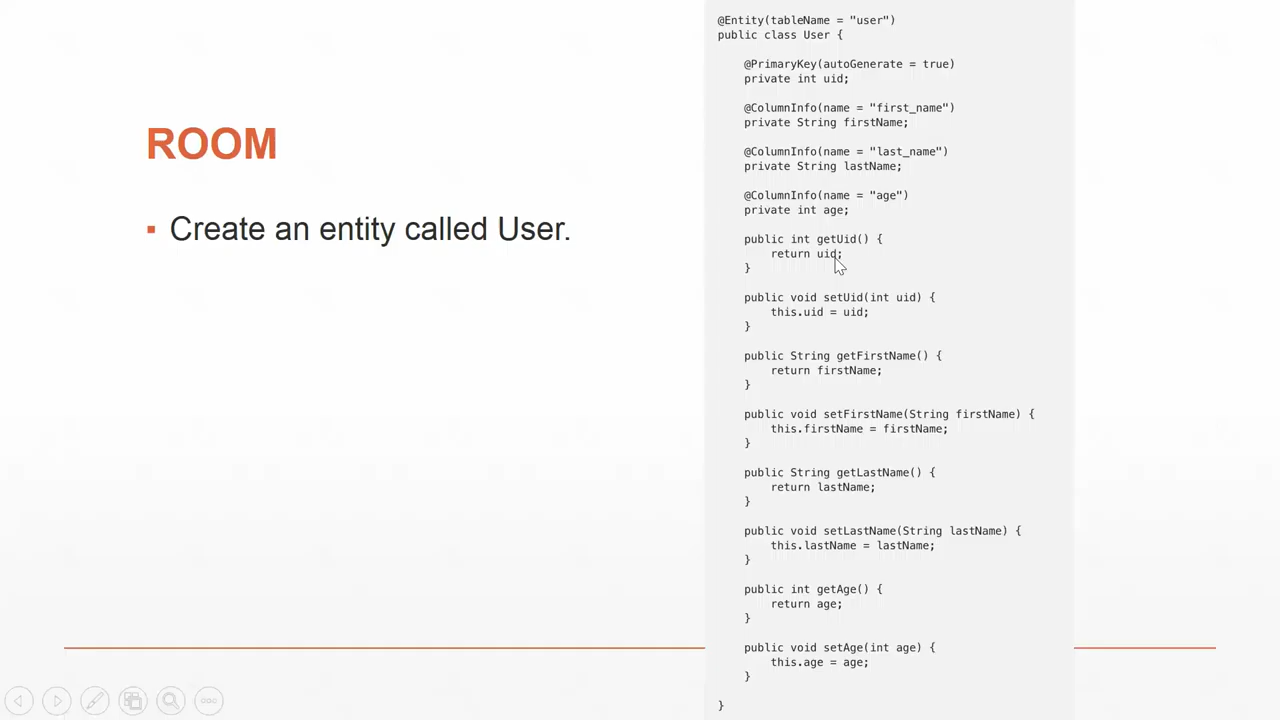 ROOM
▪ Create an entity called User.
@Entity(tableName = "user")
public class User {
@PrimaryKey(autoGenerate = true)
private int uid;
@ColumnInfo(name = "first_name")
private String firstName;
@ColumnInfo(name = "last_name")
private String lastName;
@ColumnInfo(name = "age")
private int age;
public int getUid() {
return uid;
}
public void setUid(int uid) {
this.uid = uid;
}
public String getFirstName() {
return firstName;
}
public void setFirstName(String firstName) {
this.firstName = firstName;
}
public String getLastName() {
return lastName;
}
public void setLastName(String lastName) {
this.lastName = lastName;
}
public int getAge() {
return age;
}
public void setAge(int age) {
this.age = age;
}
}